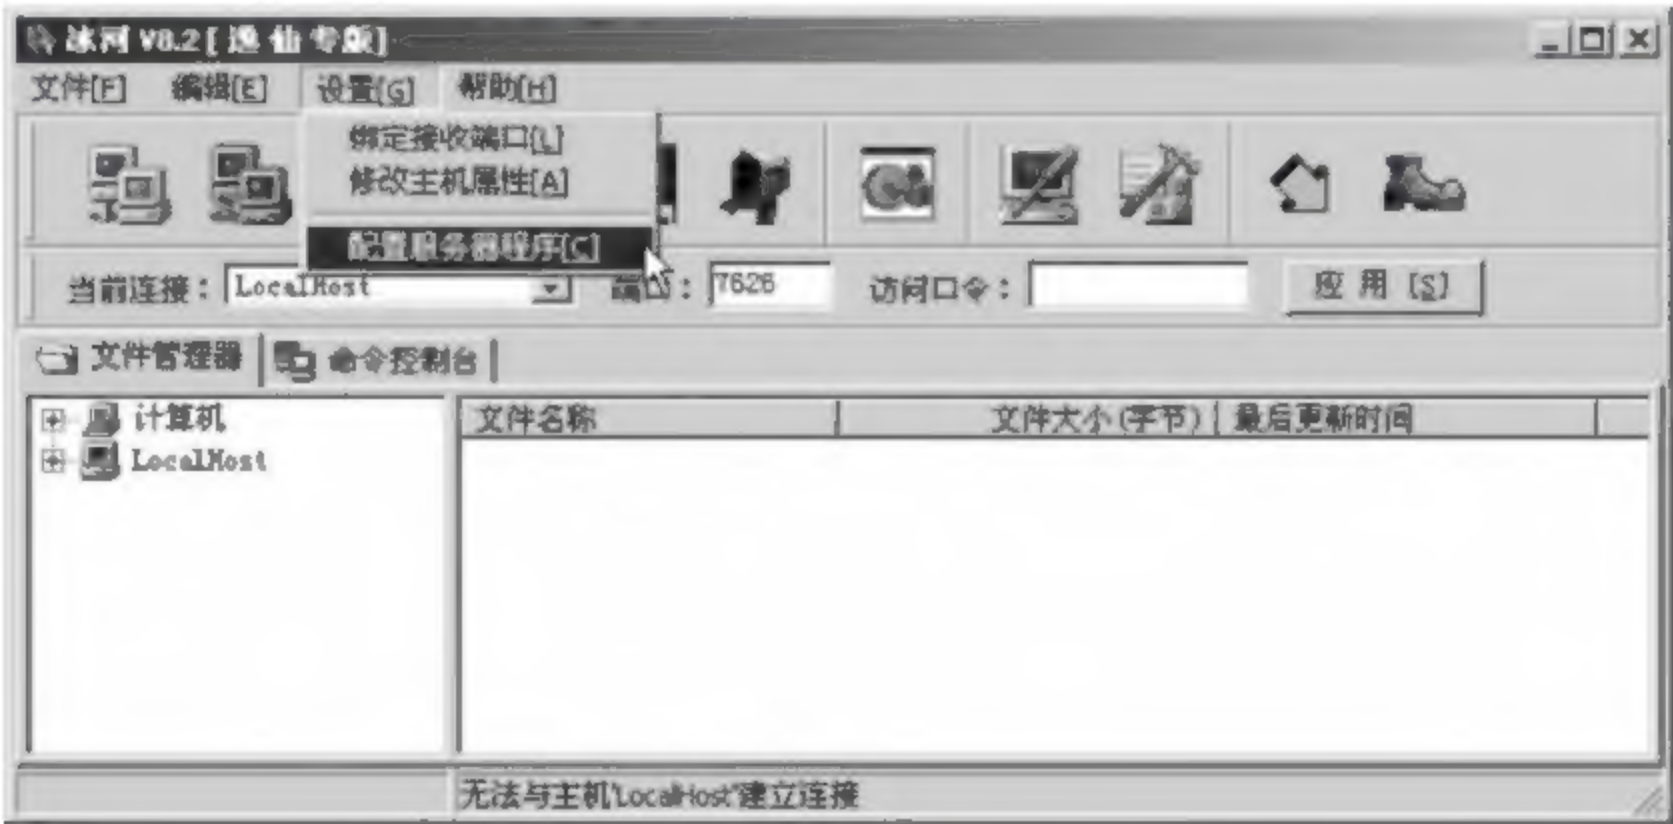 冰河 V8.2 [ 逸 仙 专版]
文件[F] 编辑[E] 设置[G] 帮助[H]
绑定接收端口[L]
修改主机属性[A]
配置服务器程序[C]
当前连接： LocalHost 端口： 7626 访问口令： 应 用 [S]
文件管理器 命令控制台
计算机
LocalHost
文件名称 文件大小(字节) 最后更新时间
无法与主机"LocalHost"建立连接